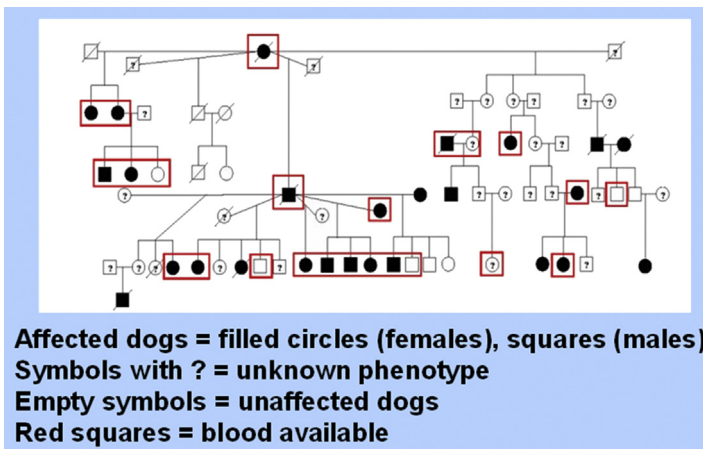 Affected dogs = filled circles (females), squares (males)
Symbols with ? = unknown phenotype
Empty symbols = unaffected dogs
Red squares = blood available